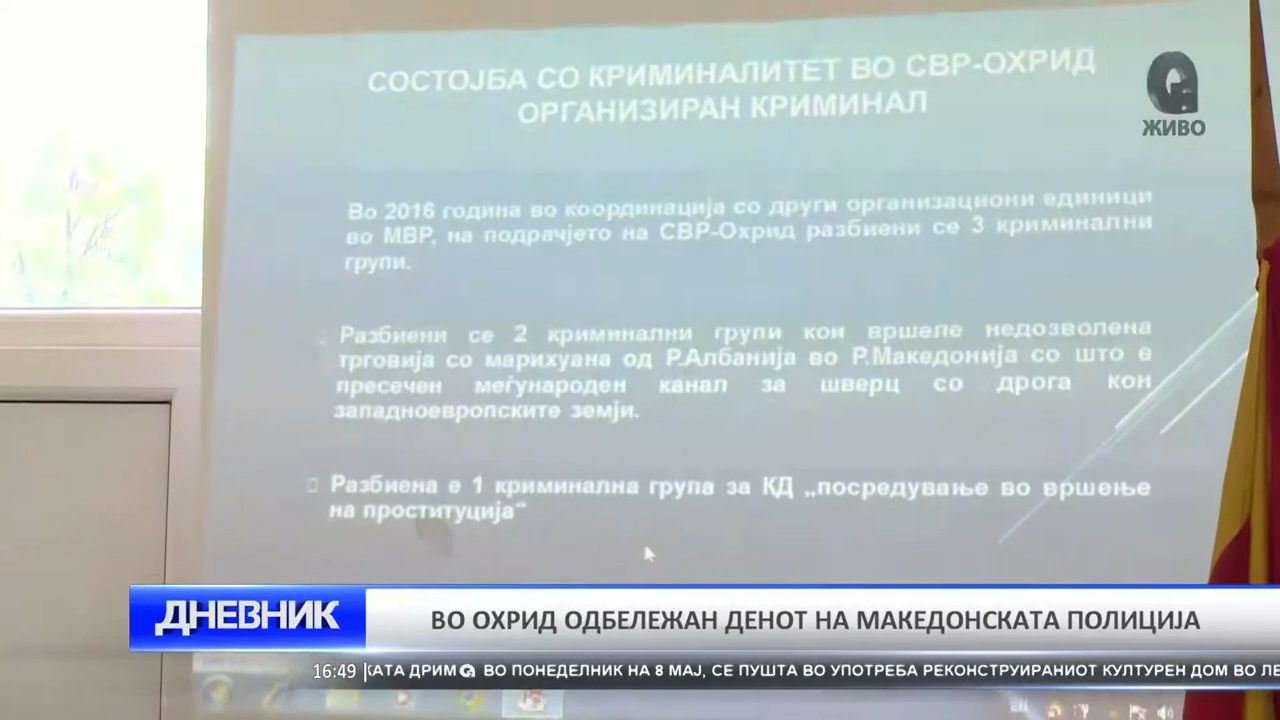 СОСТОЈБА СО КРИМИНАЛИТЕТ ВО СВР-ОХРИД
ОРГАНИЗИРАН КРИМИНАЛ
ЖИВО
Во 2016 година во координација со други организациони единици
во МВР, на подрачјето на СВР-Охрид разбиени се 3 криминални
групи.
Разбиени се 2 криминални групи кои вршеле недозволена
трговија со марихуана од Р.Албанија во Р.Македонија со што е
пресечен меѓународен канал за шверц со дрога кон
западноевропските земји.
Разбиена е 1 криминална група за КД „посредување во вршење
на проституција“
ДНЕВНИК
ВО ОХРИД ОДБЕЛЕЖАН ДЕНОТ НА МАКЕДОНСКАТА ПОЛИЦИЈА
16:49 КАТА ДРИМ ВО ПОНЕДЕЛНИК НА 8 МАЈ, СЕ ПУШТА ВО УПОТРЕБА РЕКОНСТРУИРАНИОТ КУЛТУРЕН ДОМ ВО ЛЕ